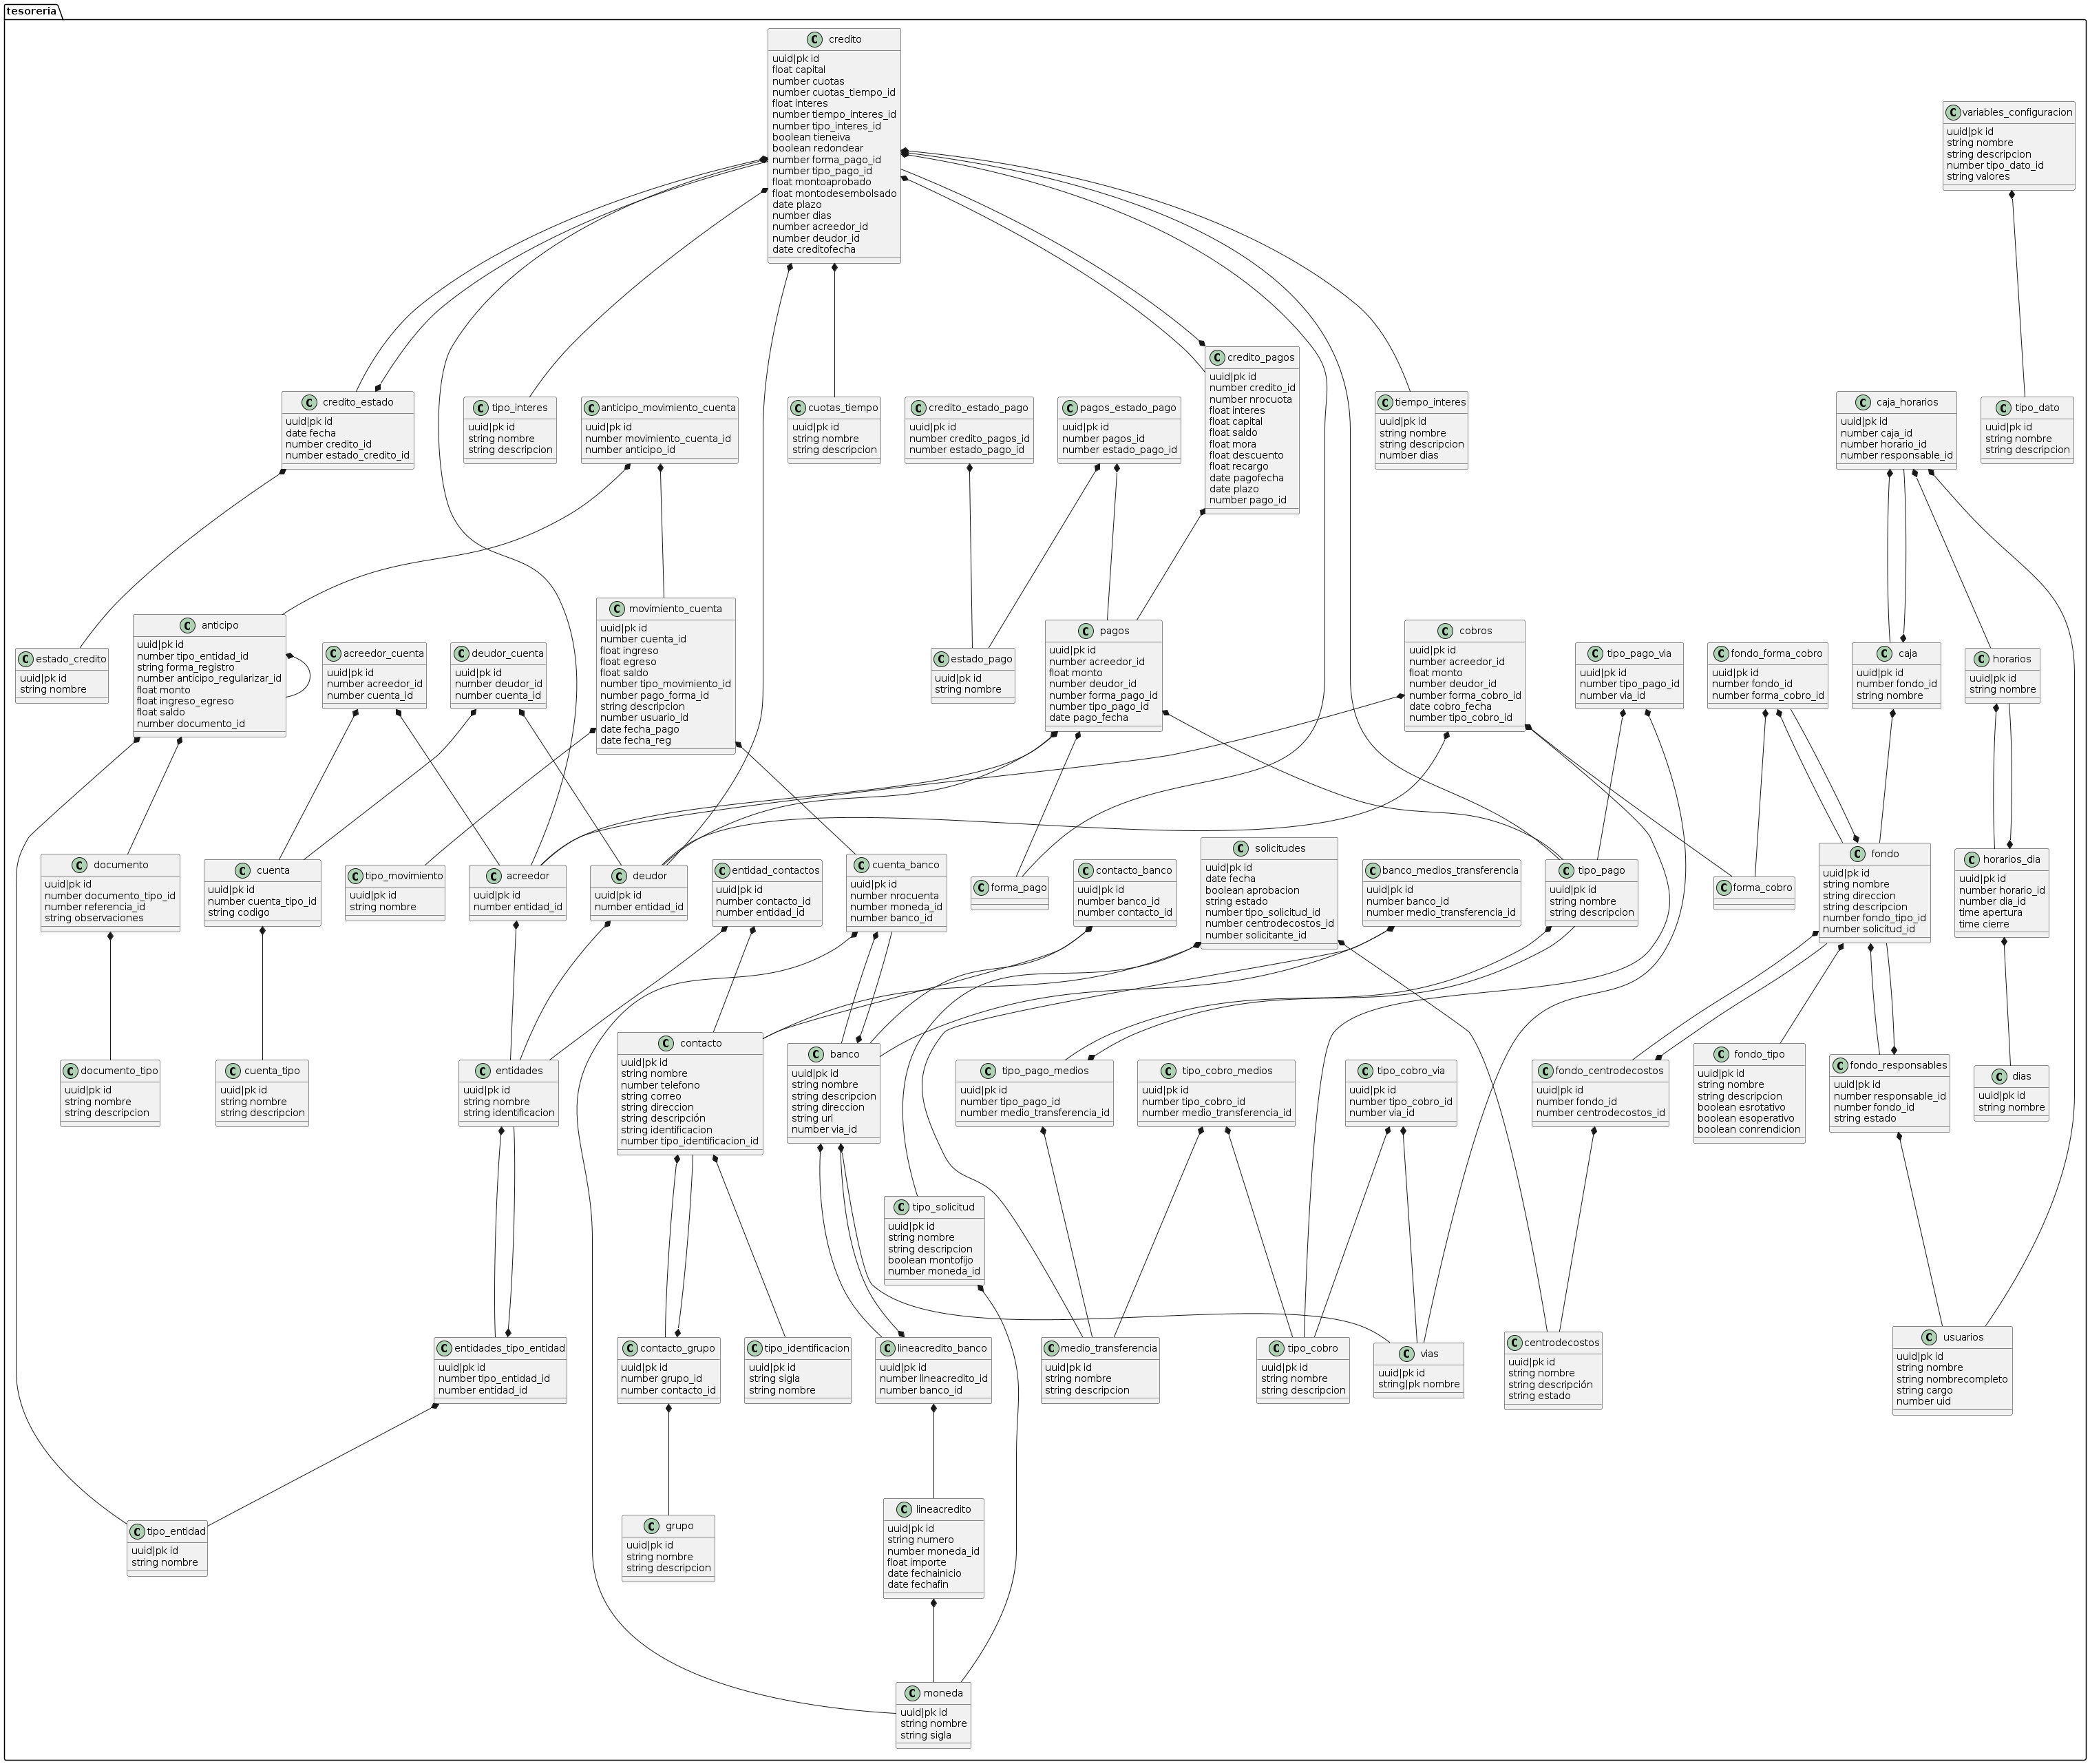 tesoreria
C credito
uuid|pk id
float capital
number cuotas
number cuotas_tiempo_id
float interes
number tiempo_interes_id
number tipo_interes_id
boolean tieneiva
boolean redondear
number forma_pago_id
number tipo_pago_id
float montoaprobado
float montodesembolsado
date plazo
number dias
number acreedor_id
number deudor_id
date creditofecha
C variables_configuracion
uuid|pk id
string nombre
string descripcion
number tipo_dato_id
string valores
C credito_estado
uuid|pk id
date fecha
number credito_id
number estado_credito_id
C tipo_interes
uuid|pk id
string nombre
string descripcion
C anticipo_movimiento_cuenta
uuid|pk id
number movimiento_cuenta_id
number anticipo_id
C cuotas_tiempo
uuid|pk id
string nombre
string descripcion
C credito_estado_pago
uuid|pk id
number credito_pagos_id
number estado_pago_id
C pagos_estado_pago
uuid|pk id
number pagos_id
number estado_pago_id
C credito_pagos
uuid|pk id
number credito_id
number nrocuota
float interes
float capital
float saldo
float mora
float descuento
float recargo
date pagofecha
date plazo
number pago_id
C tiempo_interes
uuid|pk id
string nombre
string descripcion
number dias
C caja_horarios
uuid|pk id
number caja_id
number horario_id
number responsable_id
C tipo_dato
uuid|pk id
string nombre
string descripcion
C estado_credito
uuid|pk id
string nombre
C anticipo
uuid|pk id
number tipo_entidad_id
string forma_registro
number anticipo_regularizar_id
float monto
float ingreso_egreso
float saldo
number documento_id
C acreedor_cuenta
uuid|pk id
number acreedor_id
number cuenta_id
C deudor_cuenta
uuid|pk id
number deudor_id
number cuenta_id
C movimiento_cuenta
uuid|pk id
number cuenta_id
float ingreso
float egreso
float saldo
number tipo_movimiento_id
number pago_forma_id
string descripcion
number usuario_id
date fecha_pago
date fecha_reg
C estado_pago
uuid|pk id
string nombre
C pagos
uuid|pk id
number acreedor_id
float monto
number deudor_id
number forma_pago_id
number tipo_pago_id
date pago_fecha
C cobros
uuid|pk id
number acreedor_id
float monto
number deudor_id
number forma_cobro_id
date cobro_fecha
number tipo_cobro_id
C tipo_pago_via
uuid|pk id
number tipo_pago_id
number via_id
C fondo_forma_cobro
uuid|pk id
number fondo_id
number forma_cobro_id
C caja
uuid|pk id
number fondo_id
string nombre
C horarios
uuid|pk id
string nombre
C documento
uuid|pk id
number documento_tipo_id
number referencia_id
string observaciones
C cuenta
uuid|pk id
number cuenta_tipo_id
string codigo
C tipo_movimiento
uuid|pk id
string nombre
C acreedor
uuid|pk id
number entidad_id
C deudor
uuid|pk id
number entidad_id
C entidad_contactos
uuid|pk id
number contacto_id
number entidad_id
C cuenta_banco
uuid|pk id
number nrocuenta
number moneda_id
number banco_id
C forma_pago
C contacto_banco
uuid|pk id
number banco_id
number contacto_id
C solicitudes
uuid|pk id
date fecha
boolean aprobacion
string estado
number tipo_solicitud_id
number centrodecostos_id
number solicitante_id
C banco_medios_transferencia
uuid|pk id
number banco_id
number medio_transferencia_id
C tipo_pago
uuid|pk id
string nombre
string descripcion
C forma_cobro
C fondo
uuid|pk id
string nombre
string direccion
string descripcion
number fondo_tipo_id
number solicitud_id
C horarios_dia
uuid|pk id
number horario_id
number dia_id
time apertura
time cierre
C documento_tipo
uuid|pk id
string nombre
string descripcion
C cuenta_tipo
uuid|pk id
string nombre
string descripcion
C entidades
uuid|pk id
string nombre
string identificacion
C contacto
uuid|pk id
string nombre
number telefono
string correo
string direccion
string descripción
string identificacion
number tipo_identificacion_id
C banco
uuid|pk id
string nombre
string descripcion
string direccion
string url
number via_id
C tipo_pago_medios
uuid|pk id
number tipo_pago_id
number medio_transferencia_id
C tipo_cobro_medios
uuid|pk id
number tipo_cobro_id
number medio_transferencia_id
C tipo_cobro_via
uuid|pk id
number tipo_cobro_id
number via_id
C fondo_centrodecostos
uuid|pk id
number fondo_id
number centrodecostos_id
C fondo_tipo
uuid|pk id
string nombre
string descripcion
boolean esrotativo
boolean esoperativo
boolean conrendicion
C fondo_responsables
uuid|pk id
number responsable_id
number fondo_id
string estado
C dias
uuid|pk id
string nombre
C tipo_solicitud
uuid|pk id
string nombre
string descripcion
boolean montofijo
number moneda_id
C entidades_tipo_entidad
uuid|pk id
number tipo_entidad_id
number entidad_id
C contacto_grupo
uuid|pk id
number grupo_id
number contacto_id
C tipo_identificacion
uuid|pk id
string sigla
string nombre
C lineacredito_banco
uuid|pk id
number lineacredito_id
number banco_id
C medio_transferencia
uuid|pk id
string nombre
string descripcion
C tipo_cobro
uuid|pk id
string nombre
string descripcion
C vias
uuid|pk id
string|pk nombre
C centrodecostos
uuid|pk id
string nombre
string descripción
string estado
C usuarios
uuid|pk id
string nombre
string nombrecompleto
string cargo
number uid
C tipo_entidad
uuid|pk id
string nombre
C grupo
uuid|pk id
string nombre
string descripcion
C lineacredito
uuid|pk id
string numero
number moneda_id
float importe
date fechainicio
date fechafin
C moneda
uuid|pk id
string nombre
string sigla